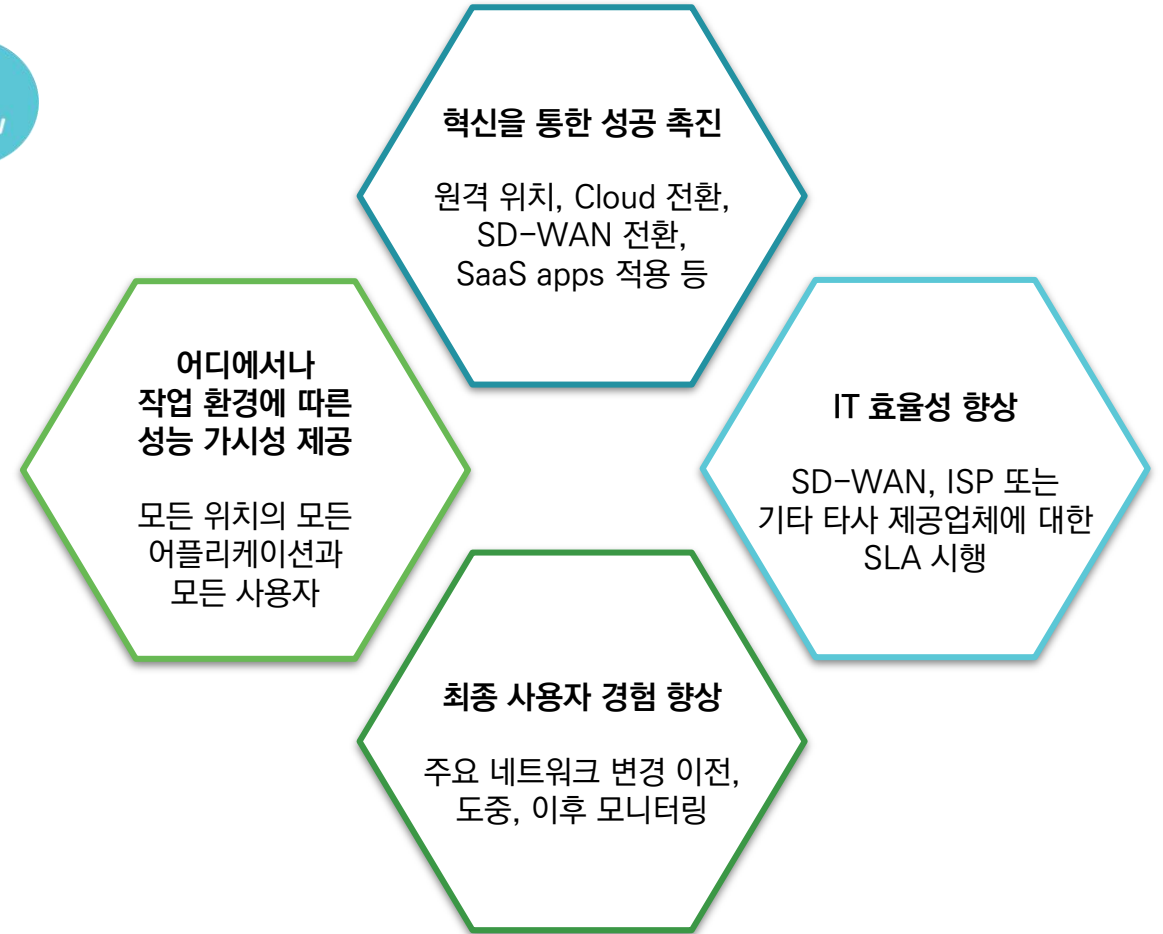 혁신을 통한 성공 촉진
원격 위치, Cloud 전환,
SD-WAN 전환,
SaaS apps 적용 등
어디에서나
작업 환경에 따른
성능 가시성 제공
모든 위치의 모든
어플리케이션과
모든 사용자
IT 효율성 향상
SD-WAN, ISP 또는
기타 타사 제공업체에 대한
SLA 시행
최종 사용자 경험 향상
주요 네트워크 변경 이전,
도중, 이후 모니터링